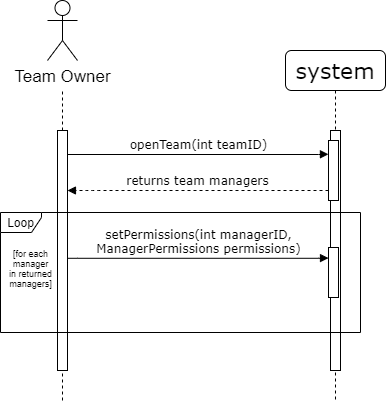 Team Owner
system
openTeam(int teamID)
returns team managers
Loop
[for each
manager
in returned
managers]
setPermissions(int managerID,
ManagerPermissions permissions)